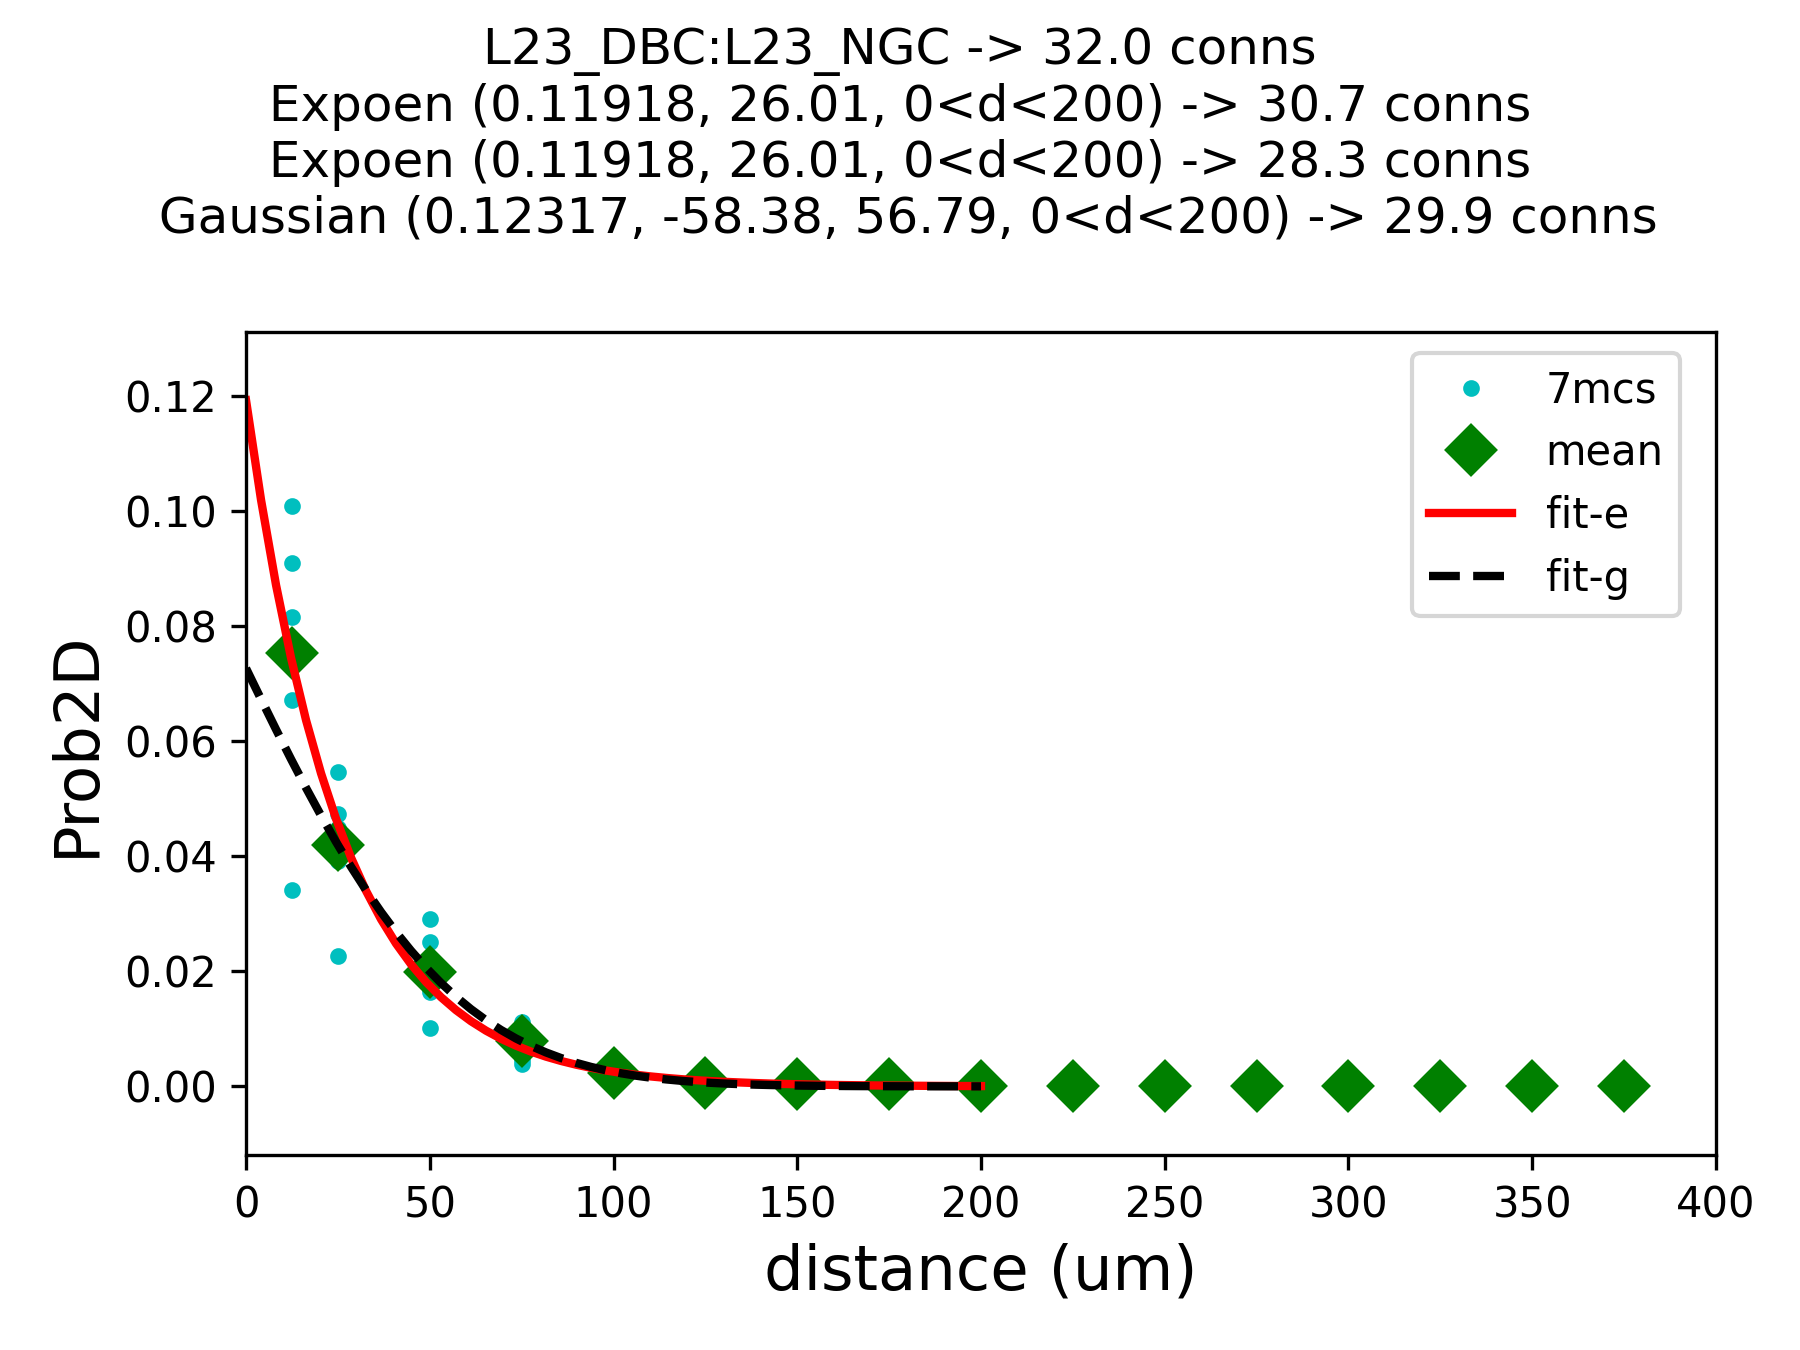 L23_DBC:L23_NGC -> 32.0 conns
Expoen (0.11918, 26.01, 0<d<200) -> 30.7 conns
Expoen (0.11918, 26.01, 0<d<200) -> 28.3 conns
Gaussian (0.12317, -58.38, 56.79, 0<d<200) -> 29.9 conns
7mcs
mean
fit-e
fit-g
0.12
0.10
0.08
0.06
0.04
0.02
0.00
Prob2D
0 50 100 150 200 250 300 350 400
distance (um)